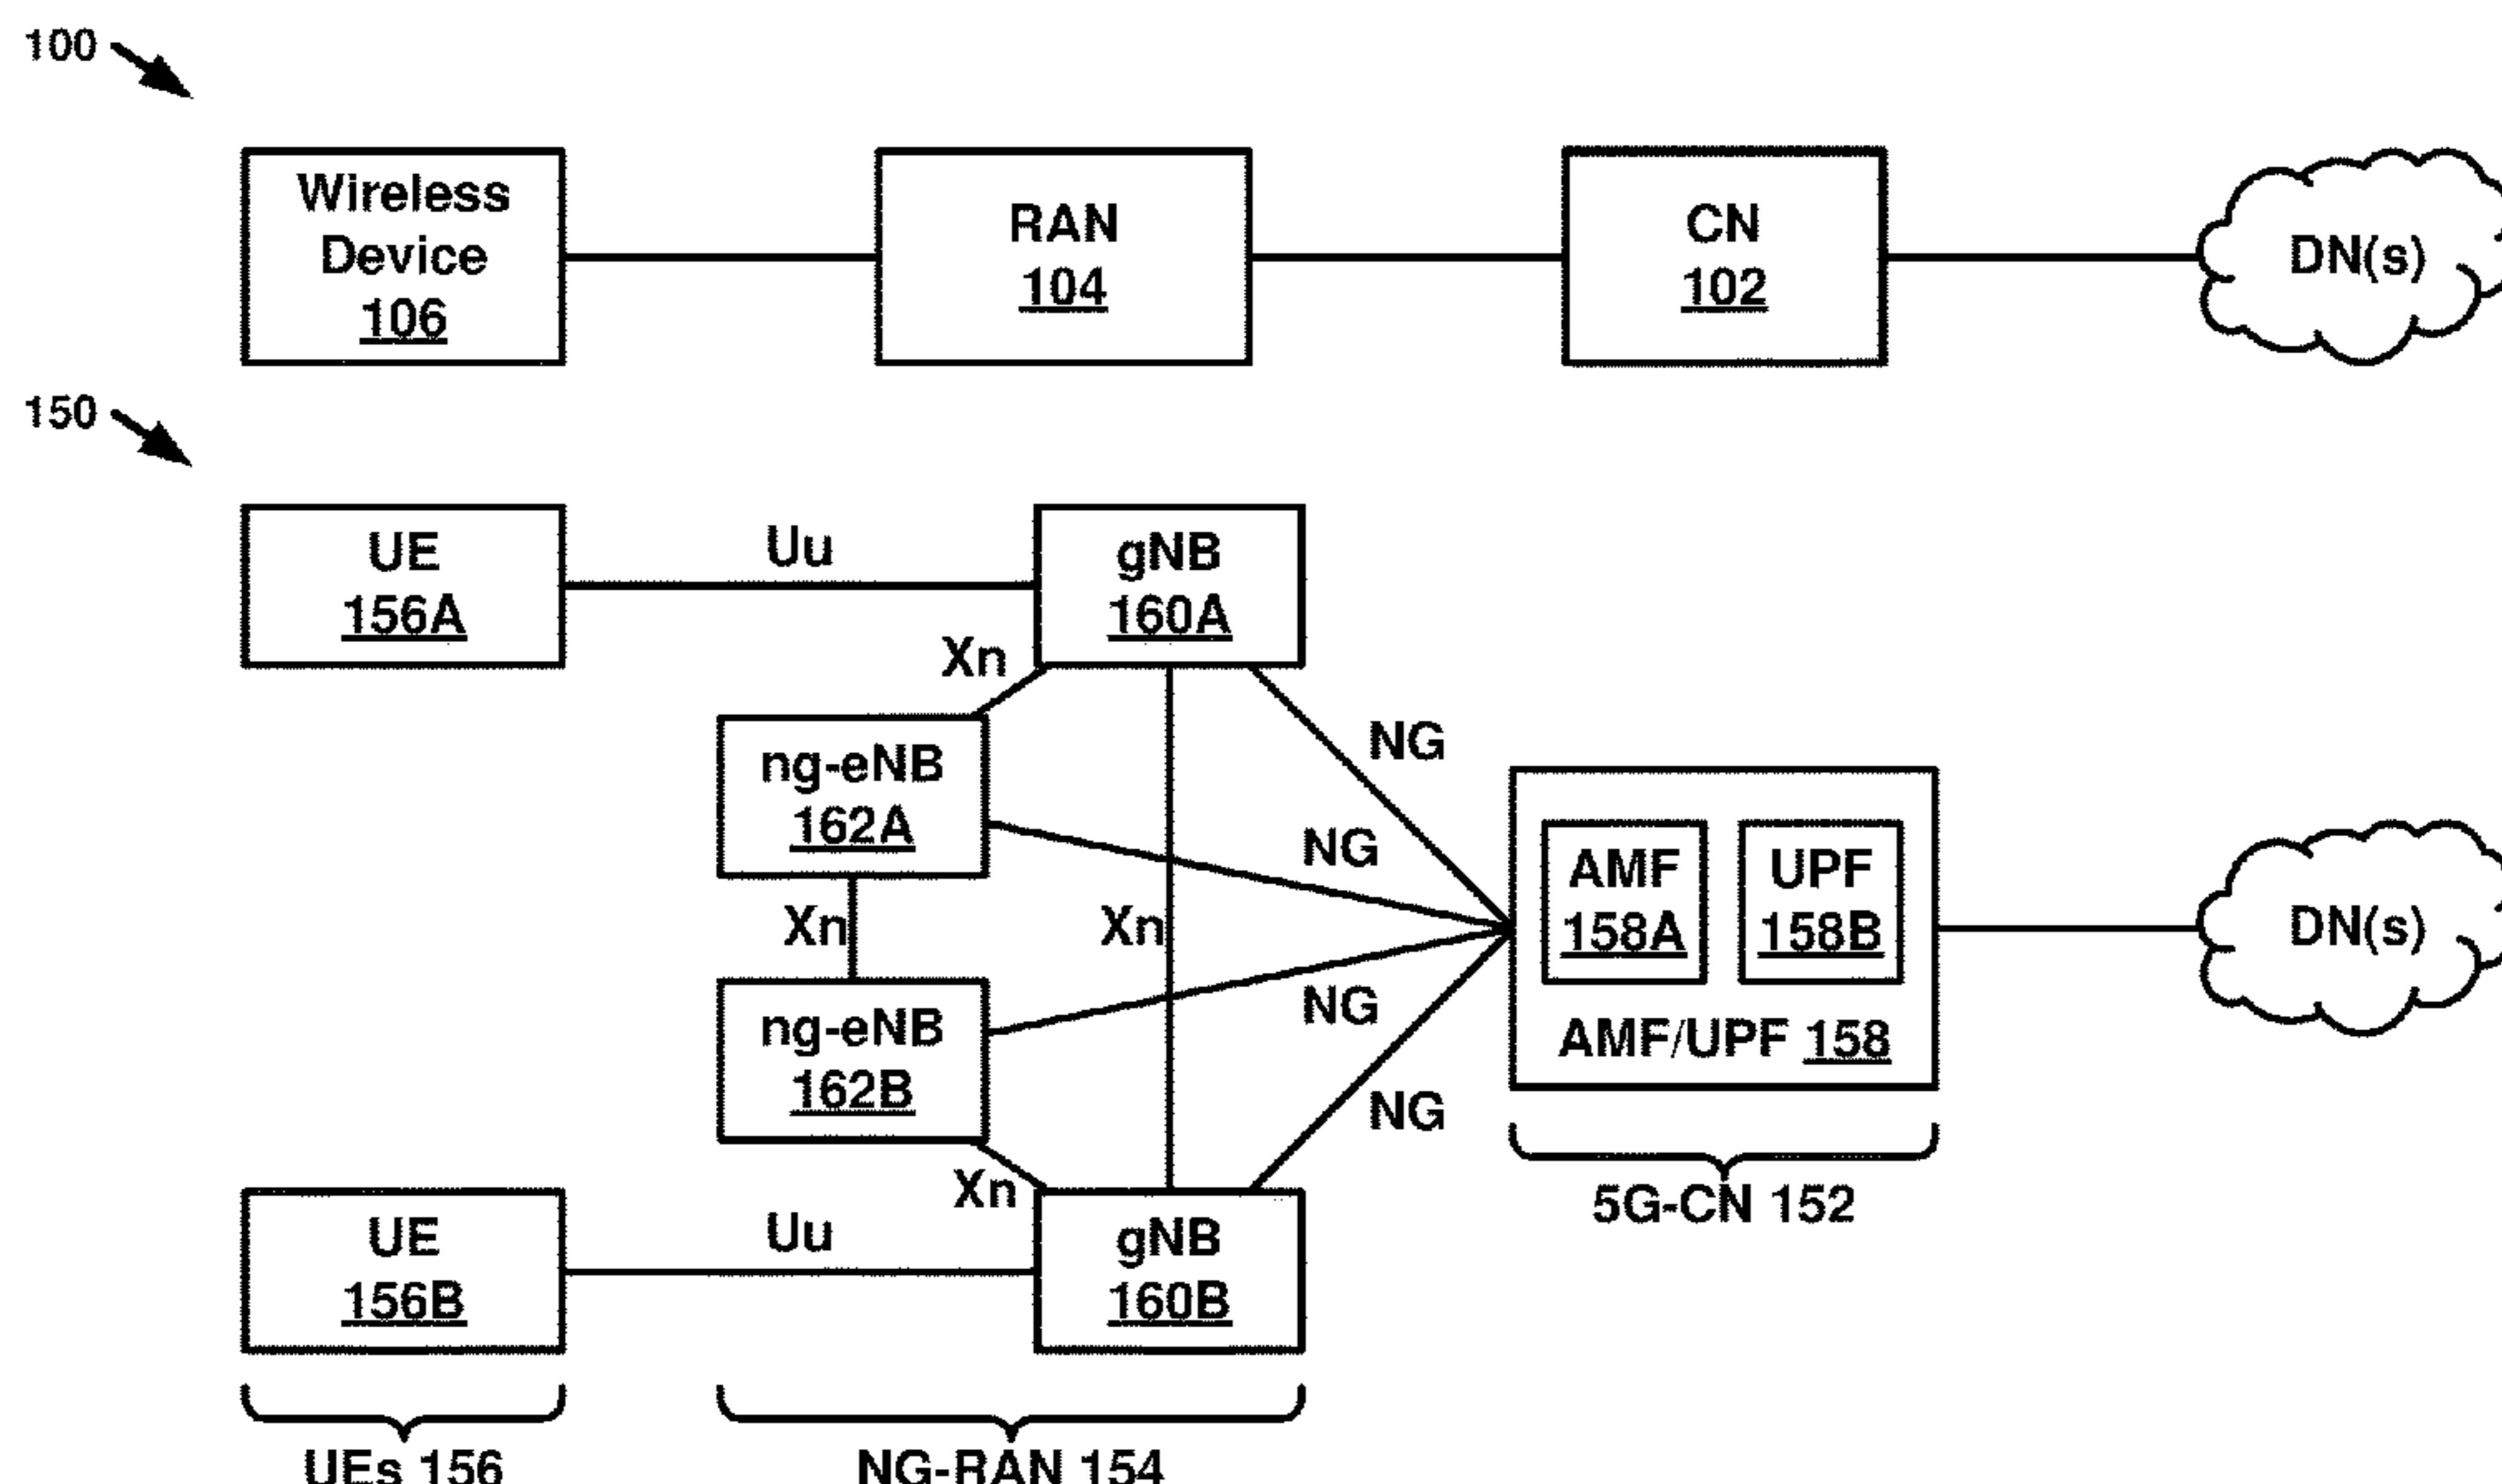 100
Wireless
Device
106
RAN
104
CN
102
DN(s)
150
UE
156A
Uu
gNB
160A
Xn
NG
ng-eNB
162A
NG
Xn
Xn
AMF
158A
UPF
158B
AMF/UPF 158
DN(s)
ng-eNB
162B
NG
NG
Xn
5G-CN 152
UE
156B
Uu
gNB
160B
UEs 156
NG-RAN 154